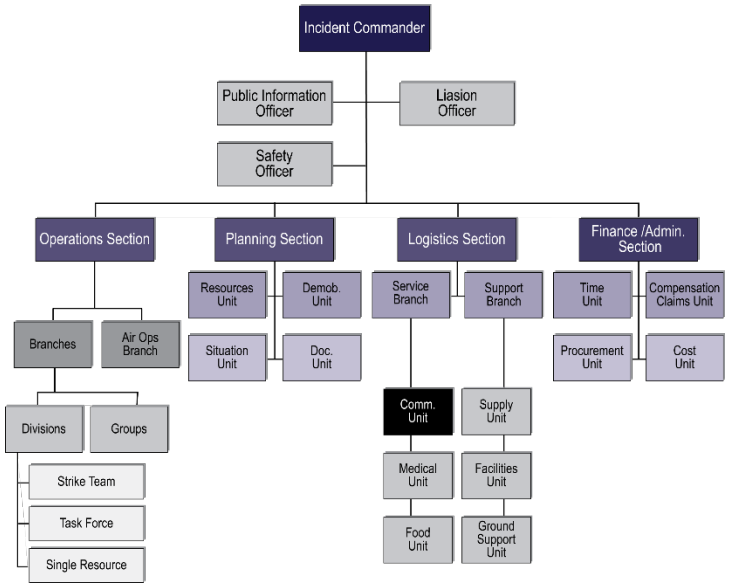 Incident Commander
Public Information
Officer
Liasion
Officer
Safety
Officer
Operations Section
Planning Section
Logistics Section
Finance /Admin.
Section
Resources
Unit
Demob.
Unit
Service
Branch
Support
Branch
Time
Unit
Compensation
Claims Unit
Branches
Air Ops
Branch
Situation
Unit
Doc.
Unit
Procurement
Unit
Cost
Unit
Divisions
Groups
Comm.
Unit
Supply
Unit
Strike Team
Medical
Unit
Facilities
Unit
Task Force
Food
Unit
Ground
Support
Unit
Single Resource